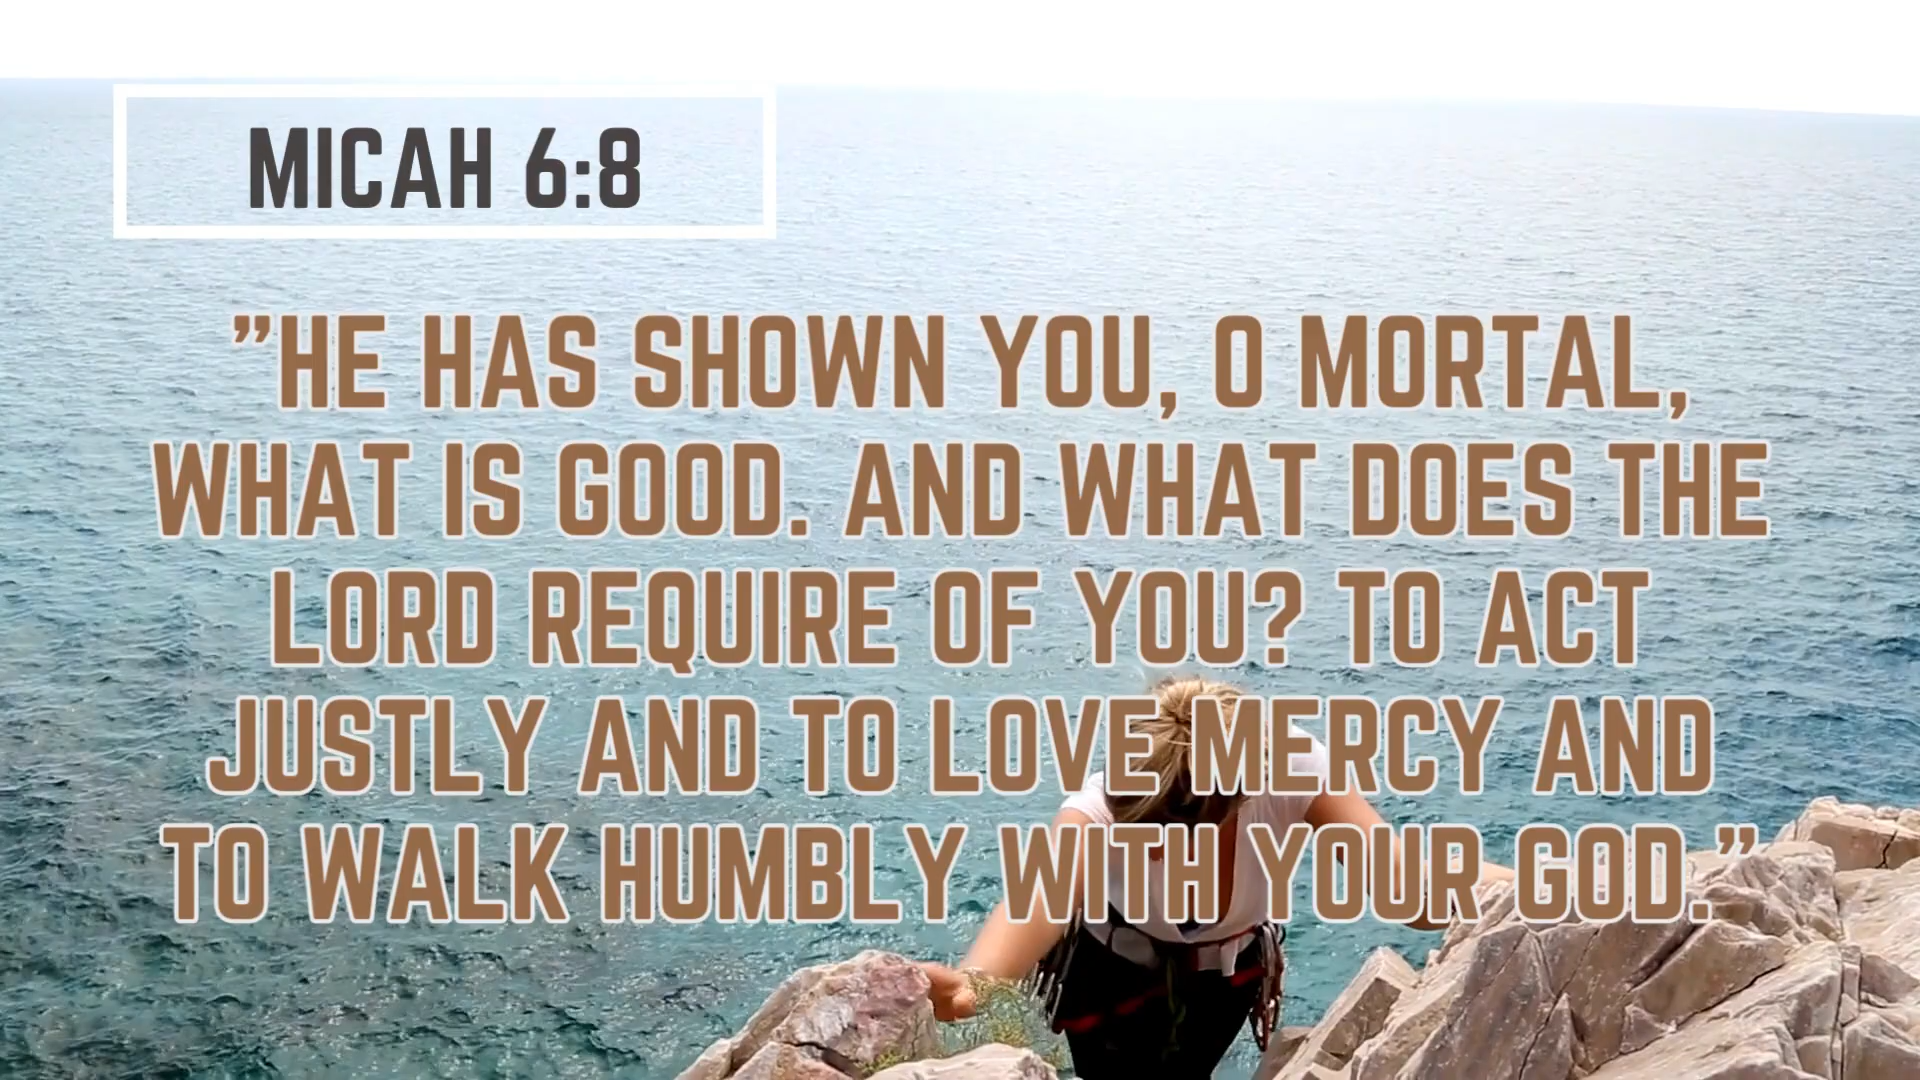 MICAH 6:8
”HE HAS SHOWN YOU, O MORTAL,
WHAT IS GOOD. AND WHAT DOES THE
LORD REQUIRE OF YOU? TO ACT
JUSTLY AND TO LOVE MERCY AND
TO WALK HUMBLY WITH YOUR GOD.”